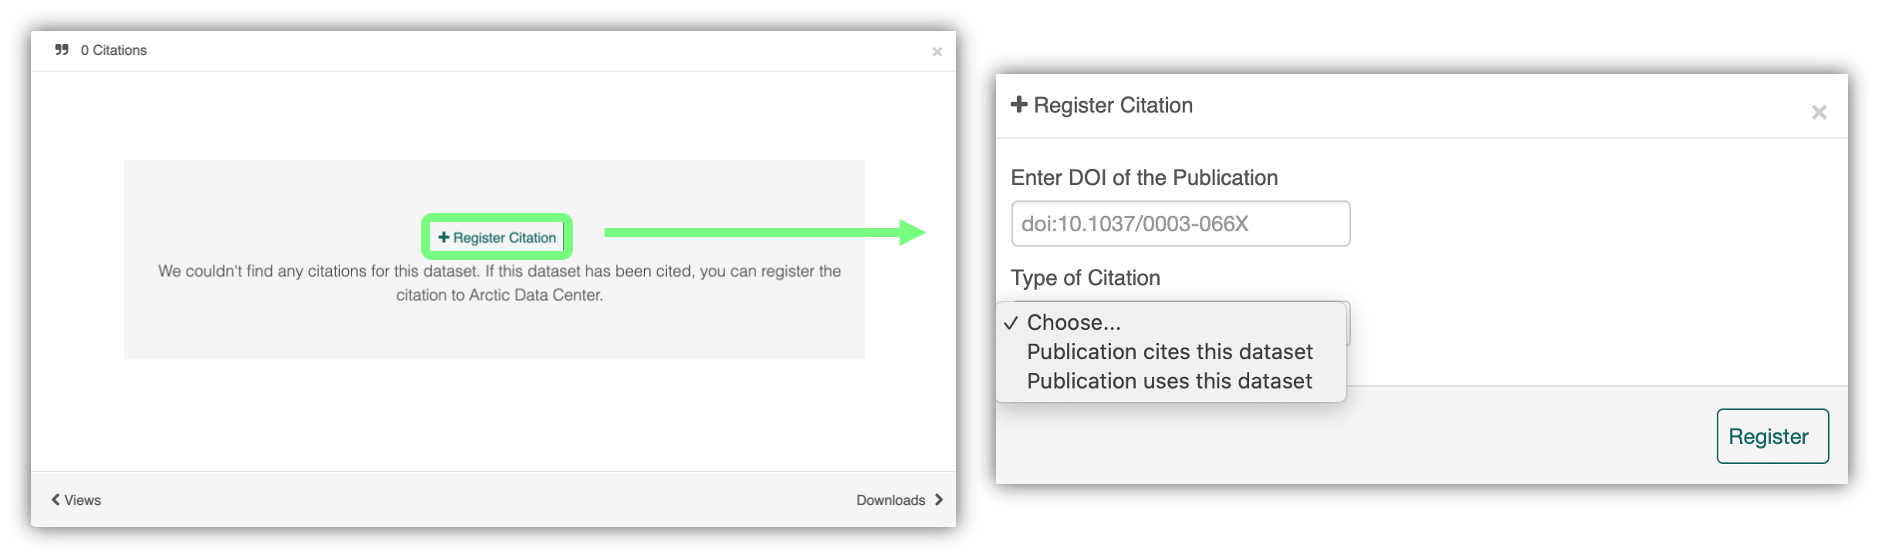 0 Citations
Register Citation
We couldn't find any citations for this dataset. If this dataset has been cited, you can register the
citation to Arctic Data Center.
Views
Downloads
Register Citation
Enter DOI of the Publication
doi:10.1037/0003-066X
Type of Citation
✓ Choose...
Publication cites this dataset
Publication uses this dataset
Register